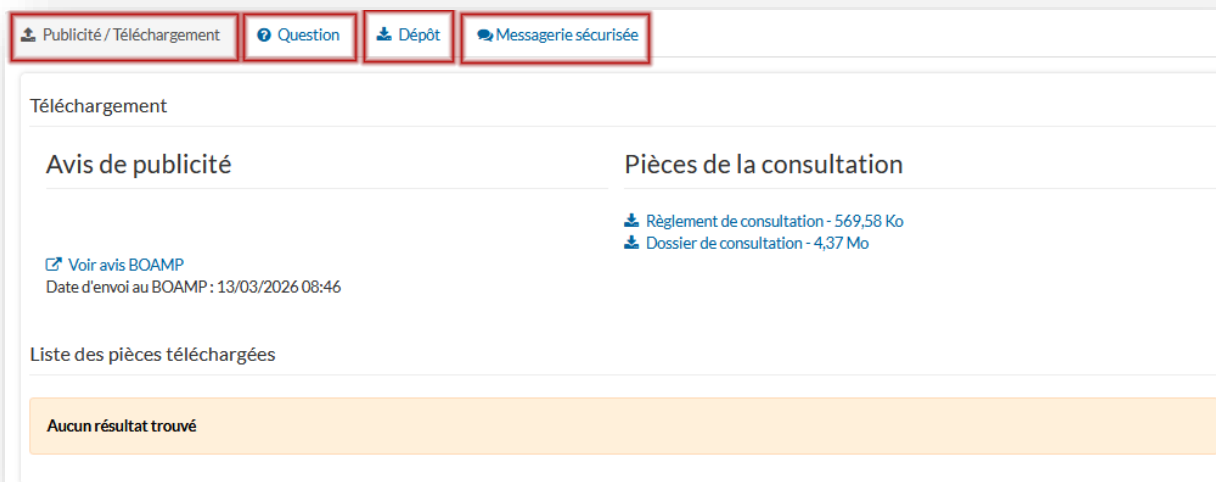 Publicité / Téléchargement Question Dépôt Messagerie sécurisée
Téléchargement
Avis de publicité
Pièces de la consultation
Règlement de consultation - 569,58 Ko
Dossier de consultation - 4,37 Mo
Voir avis BOAMP
Date d'envoi au BOAMP : 13/03/2026 08:46
Liste des pièces téléchargées
Aucun résultat trouvé